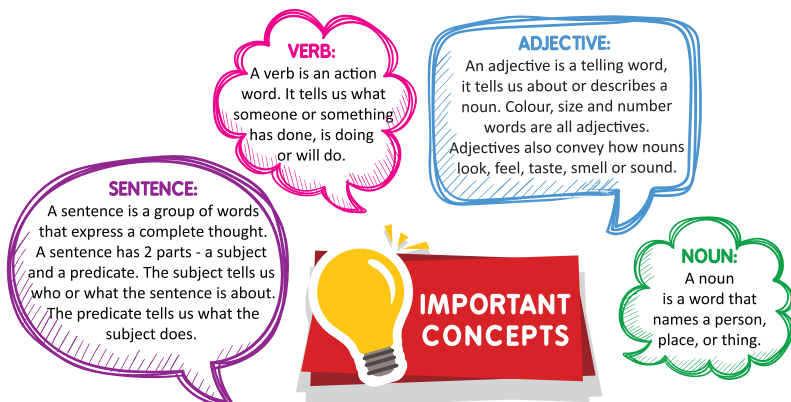 VERB:
A verb is an action
word. It tells us what
someone or something
has done, is doing
or will do.
ADJECTIVE:
An adjective is a telling word,
it tells us about or describes a
noun. Colour, size and number
words are all adjectives.
Adjectives also convey how nouns
look, feel, taste, smell or sound.
SENTENCE:
A sentence is a group of words
that express a complete thought.
A sentence has 2 parts - a subject
and a predicate. The subject tells us
who or what the sentence is about.
The predicate tells us what the
subject does.
IMPORTANT
CONCEPTS
NOUN:
A noun
is a word that
names a person,
place, or thing.